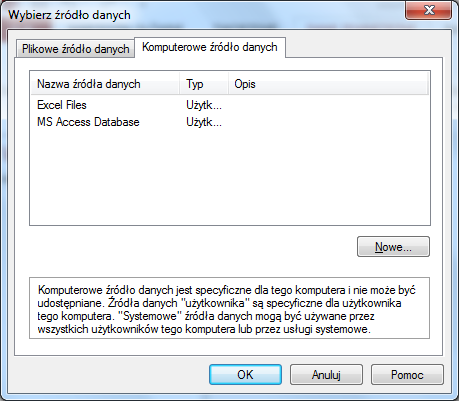 Wybierz źródło danych
Plikowe źródło danych Komputerowe źródło danych
Nazwa źródła danych Typ Opis
Excel Files Użytk...
MS Access Database Użytk...
Nowe...
Komputerowe źródło danych jest specyficzne dla tego komputera i nie może być
udostępniane. Źródła danych "użytkownika" są specyficzne dla użytkownika
tego komputera. "Systemowe" źródła danych mogą być używane przez
wszystkich użytkowników tego komputera lub przez usługi systemowe.
OK Anuluj Pomoc